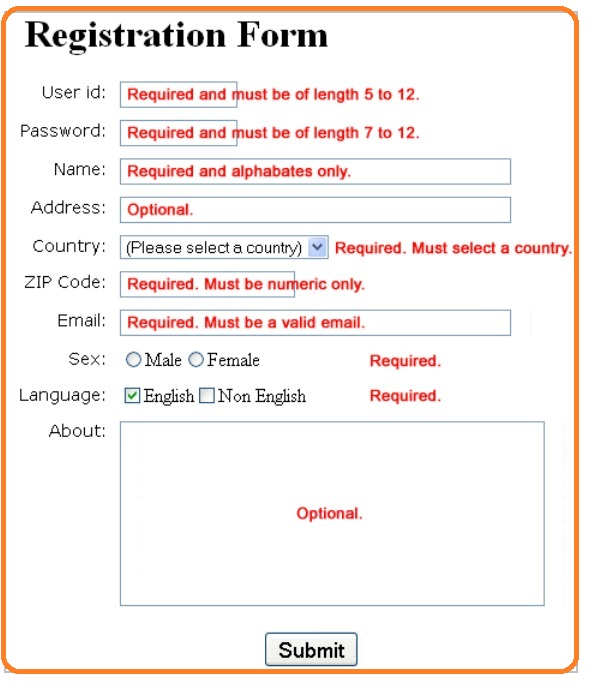 Registration Form
User id: Required and must be of length 5 to 12.
Password: Required and must be of length 7 to 12.
Name: Required and alphabates only.
Address: Optional.
Country: (Please select a country) Required. Must select a country.
ZIP Code: Required. Must be numeric only.
Email: Required. Must be a valid email.
Sex: Male Female Required.
Language: English Non English Required.
About:
Optional.
Submit